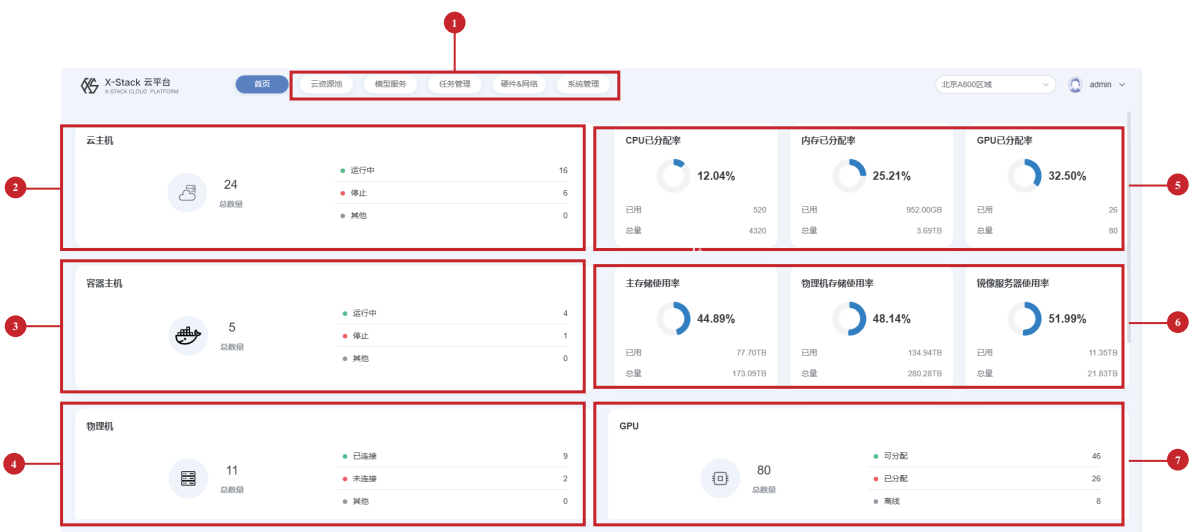 1
X-Stack 云平台
X-STACK CLOUD PLATFORM
首页 云资源池 模型服务 任务管理 硬件&网络 系统管理
北京A800区域 admin
2
云主机
24
总数量
运行中 16
停止 6
其他 0
CPU已分配率
12.04%
已用 520
总量 4320
内存已分配率
25.21%
已用 952.00GB
总量 3.69TB
GPU已分配率
32.50%
已用 26
总量 80
5
3
容器主机
5
总数量
运行中 4
停止 1
其他 0
主存储使用率
44.89%
已用 77.70TB
总量 173.09TB
物理机存储使用率
48.14%
已用 134.94TB
总量 280.28TB
镜像服务器使用率
51.99%
已用 11.35TB
总量 21.83TB
6
4
物理机
11
总数量
已连接 9
未连接 2
其他 0
GPU
80
总数量
可分配 46
已分配 26
离线 8
7